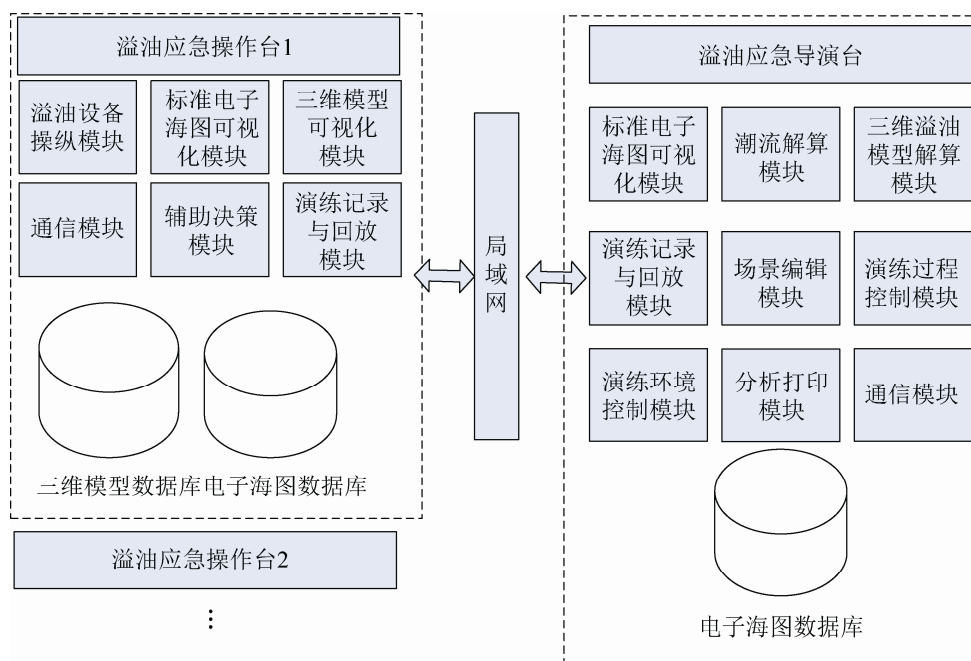 溢油应急操作台1
溢油设备
操纵模块
标准电子
海图可视
化模块
三维模型
可视化
模块
通信模块
辅助决策
模块
演练记录
与回放
模块
三维模型数据库
电子海图数据库
溢油应急操作台2
⋮
局
域
网
溢油应急导演台
标准电子
海图可视
化模块
潮流解算
模块
三维溢油
模型解算
模块
演练记录
与回放
模块
场景编辑
模块
演练过程
控制模块
演练环境
控制模块
分析打印
模块
通信模块
电子海图数据库